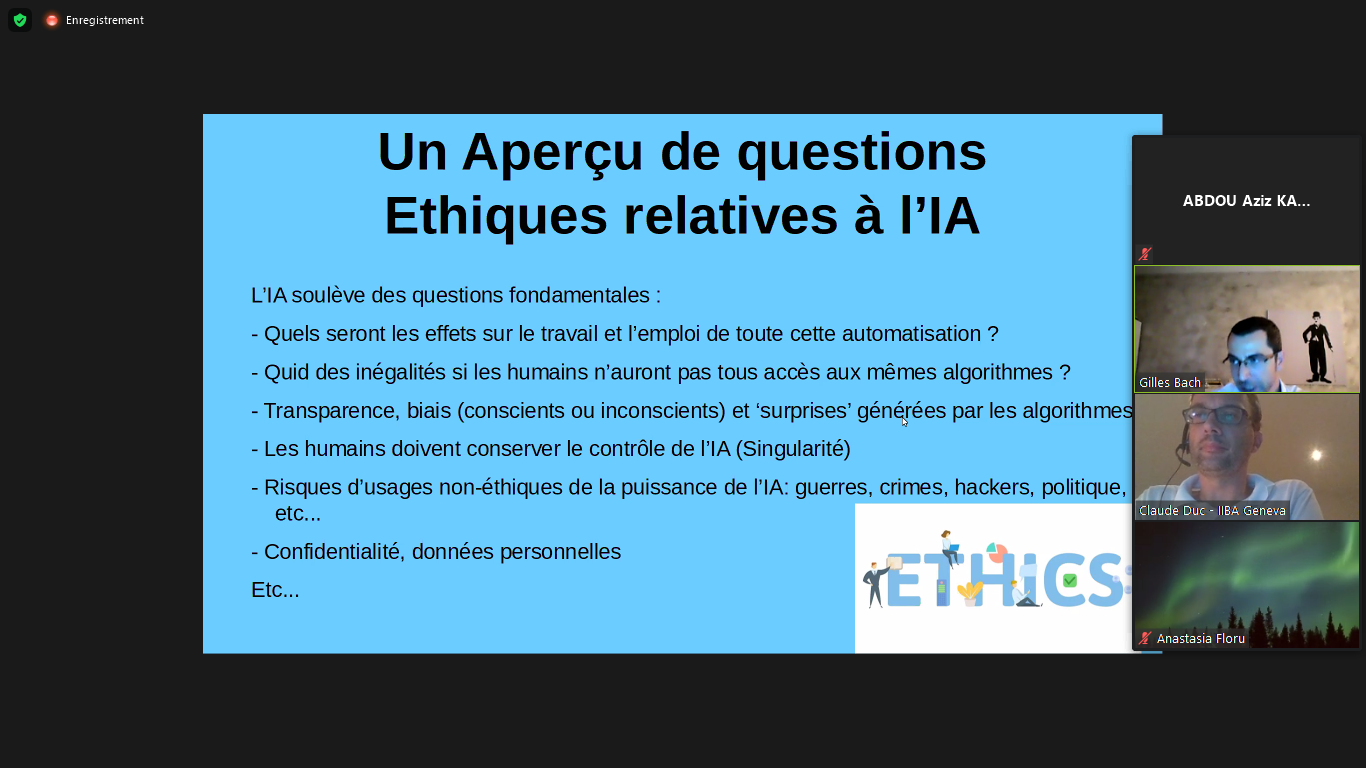 Enregistrement
Un Aperçu de questions
Ethiques relatives à l’IA
L’IA soulève des questions fondamentales :
- Quels seront les effets sur le travail et l’emploi de toute cette automatisation ?
- Quid des inégalités si les humains n’auront pas tous accès aux mêmes algorithmes ?
- Transparence, biais (conscients ou inconscients) et ‘surprises’ générées par les algorithmes
- Les humains doivent conserver le contrôle de l’IA (Singularité)
- Risques d’usages non-éthiques de la puissance de l’IA: guerres, crimes, hackers, politique,
etc...
- Confidentialité, données personnelles
Etc...
ETHICS
ABDOU Aziz KA...
Gilles Bach
Claude Duc - IIBA Geneva
Anastasia Floru